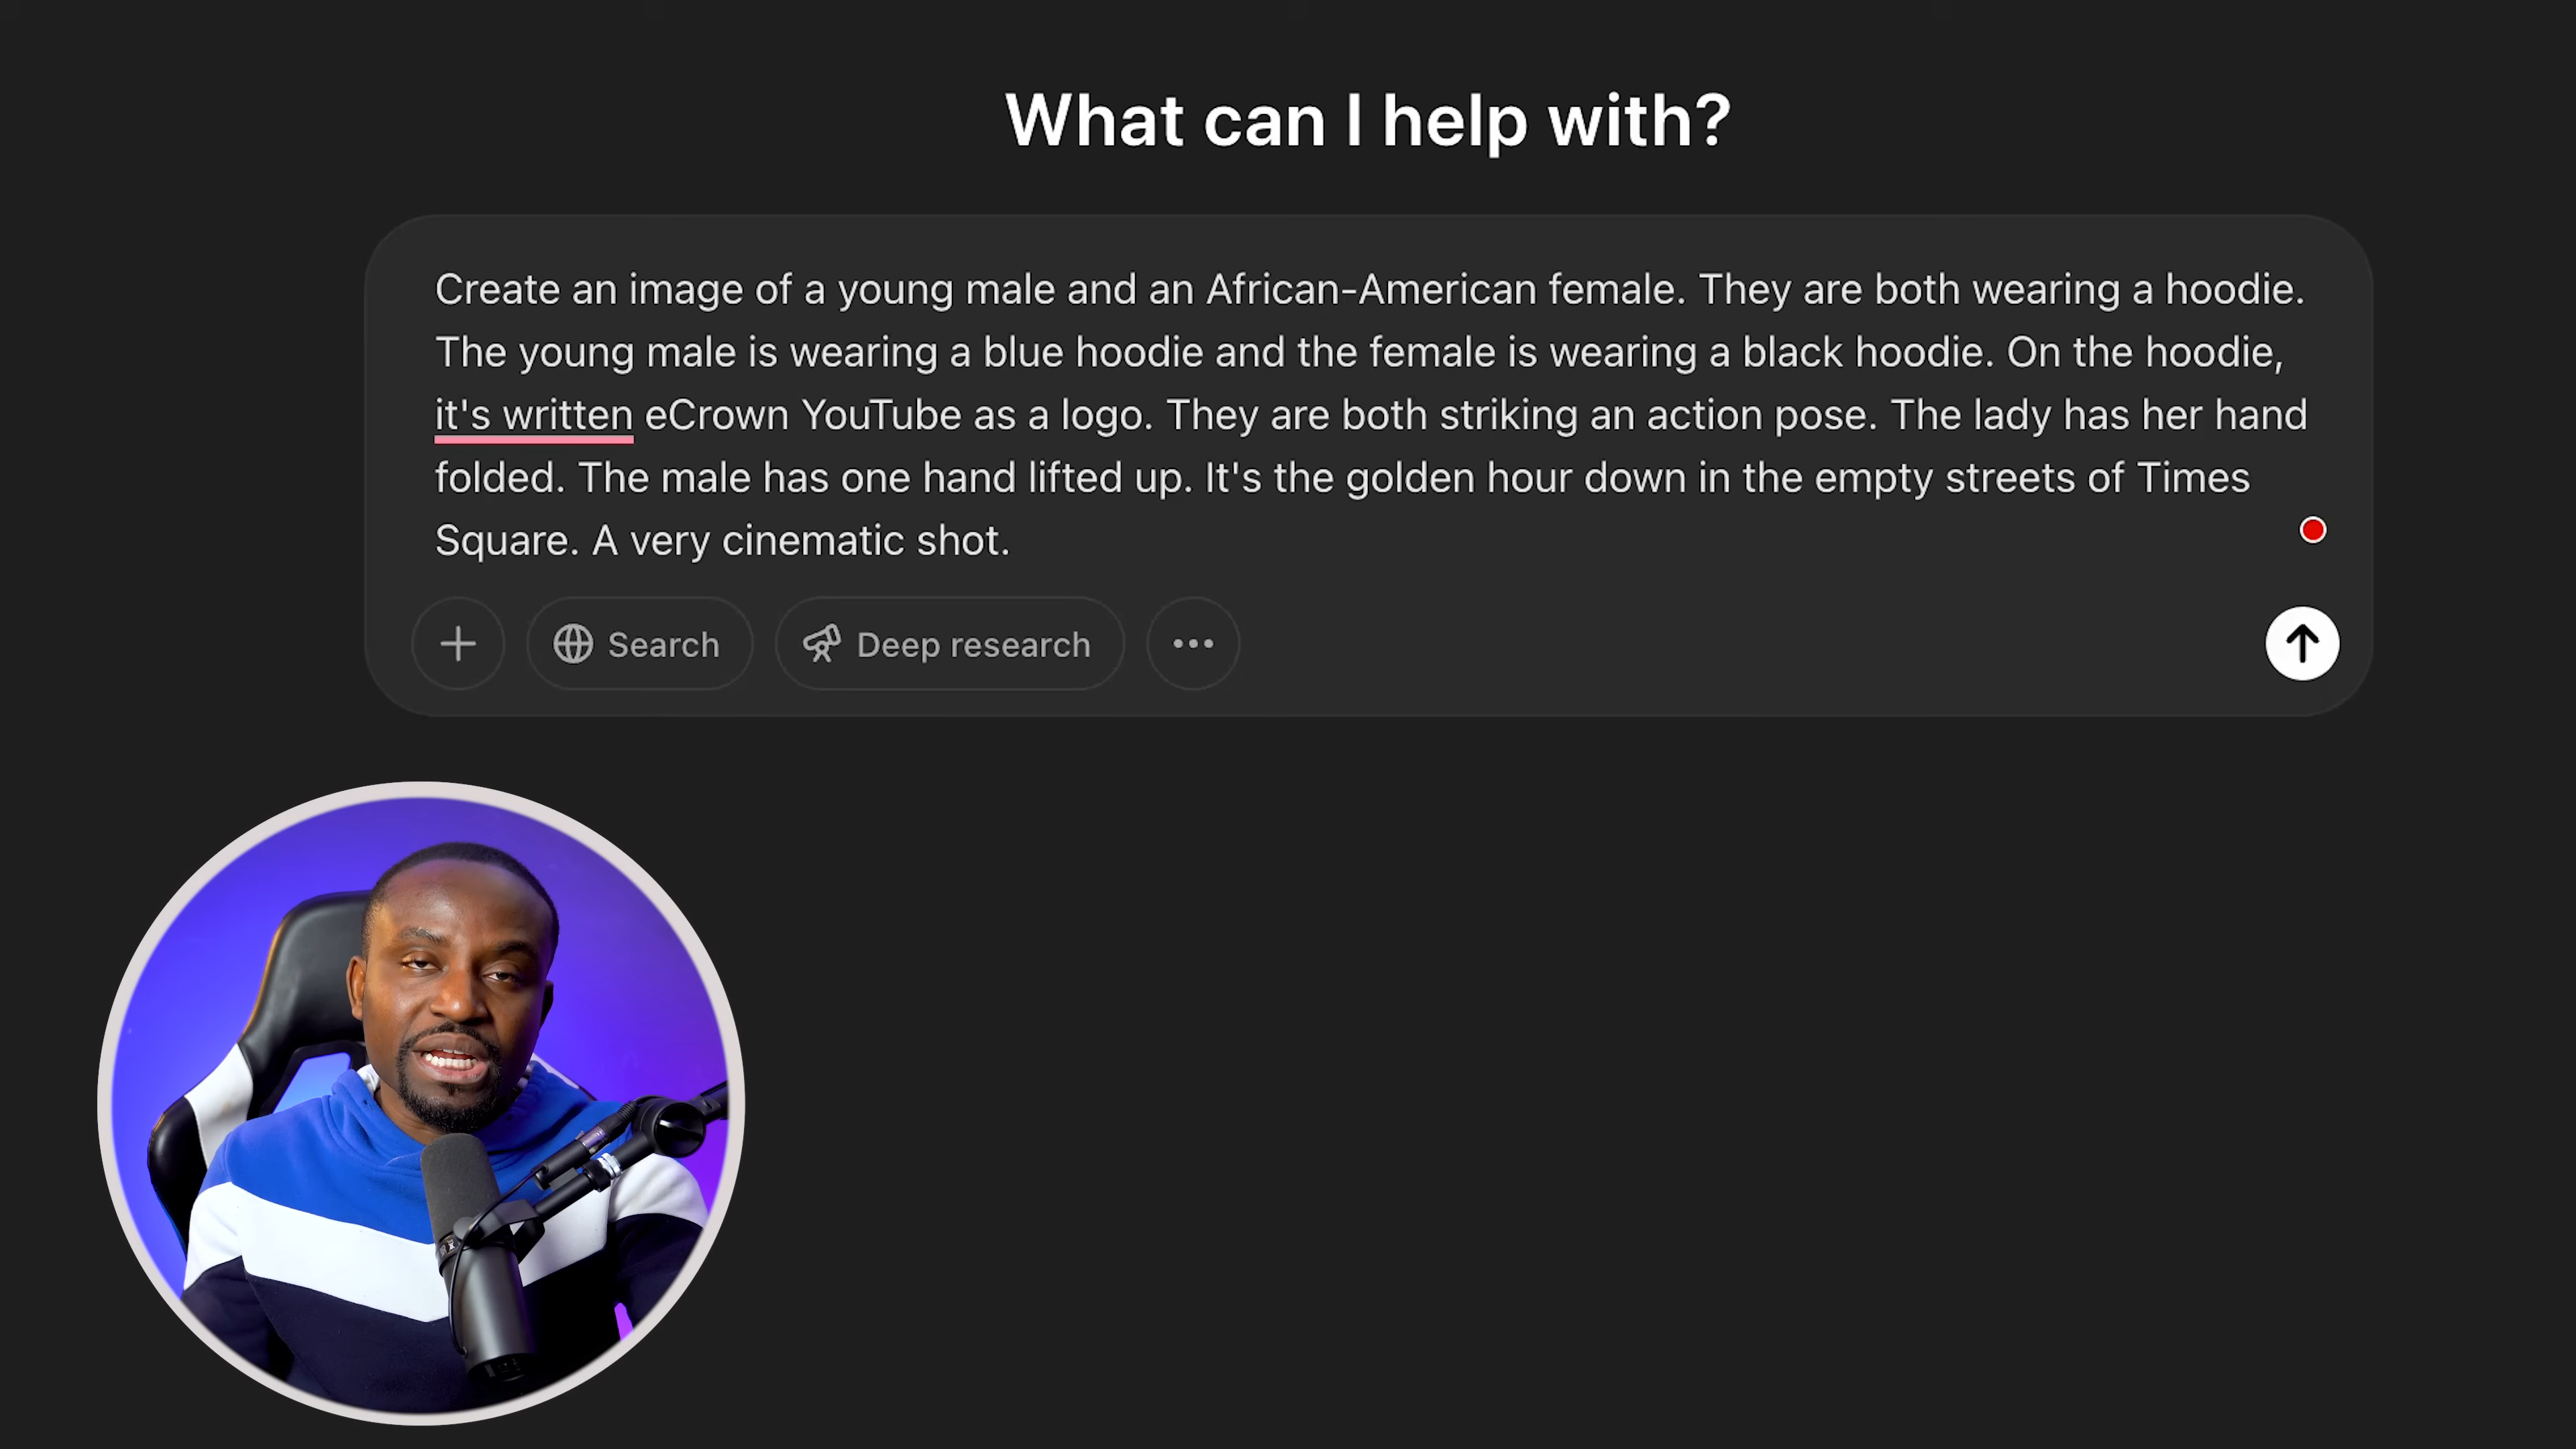 What can I help with?
Create an image of a young male and an African-American female. They are both wearing a hoodie.
The young male is wearing a blue hoodie and the female is wearing a black hoodie. On the hoodie,
it's written eCrown YouTube as a logo. They are both striking an action pose. The lady has her hand
folded. The male has one hand lifted up. It's the golden hour down in the empty streets of Times
Square. A very cinematic shot.
Search
Deep research